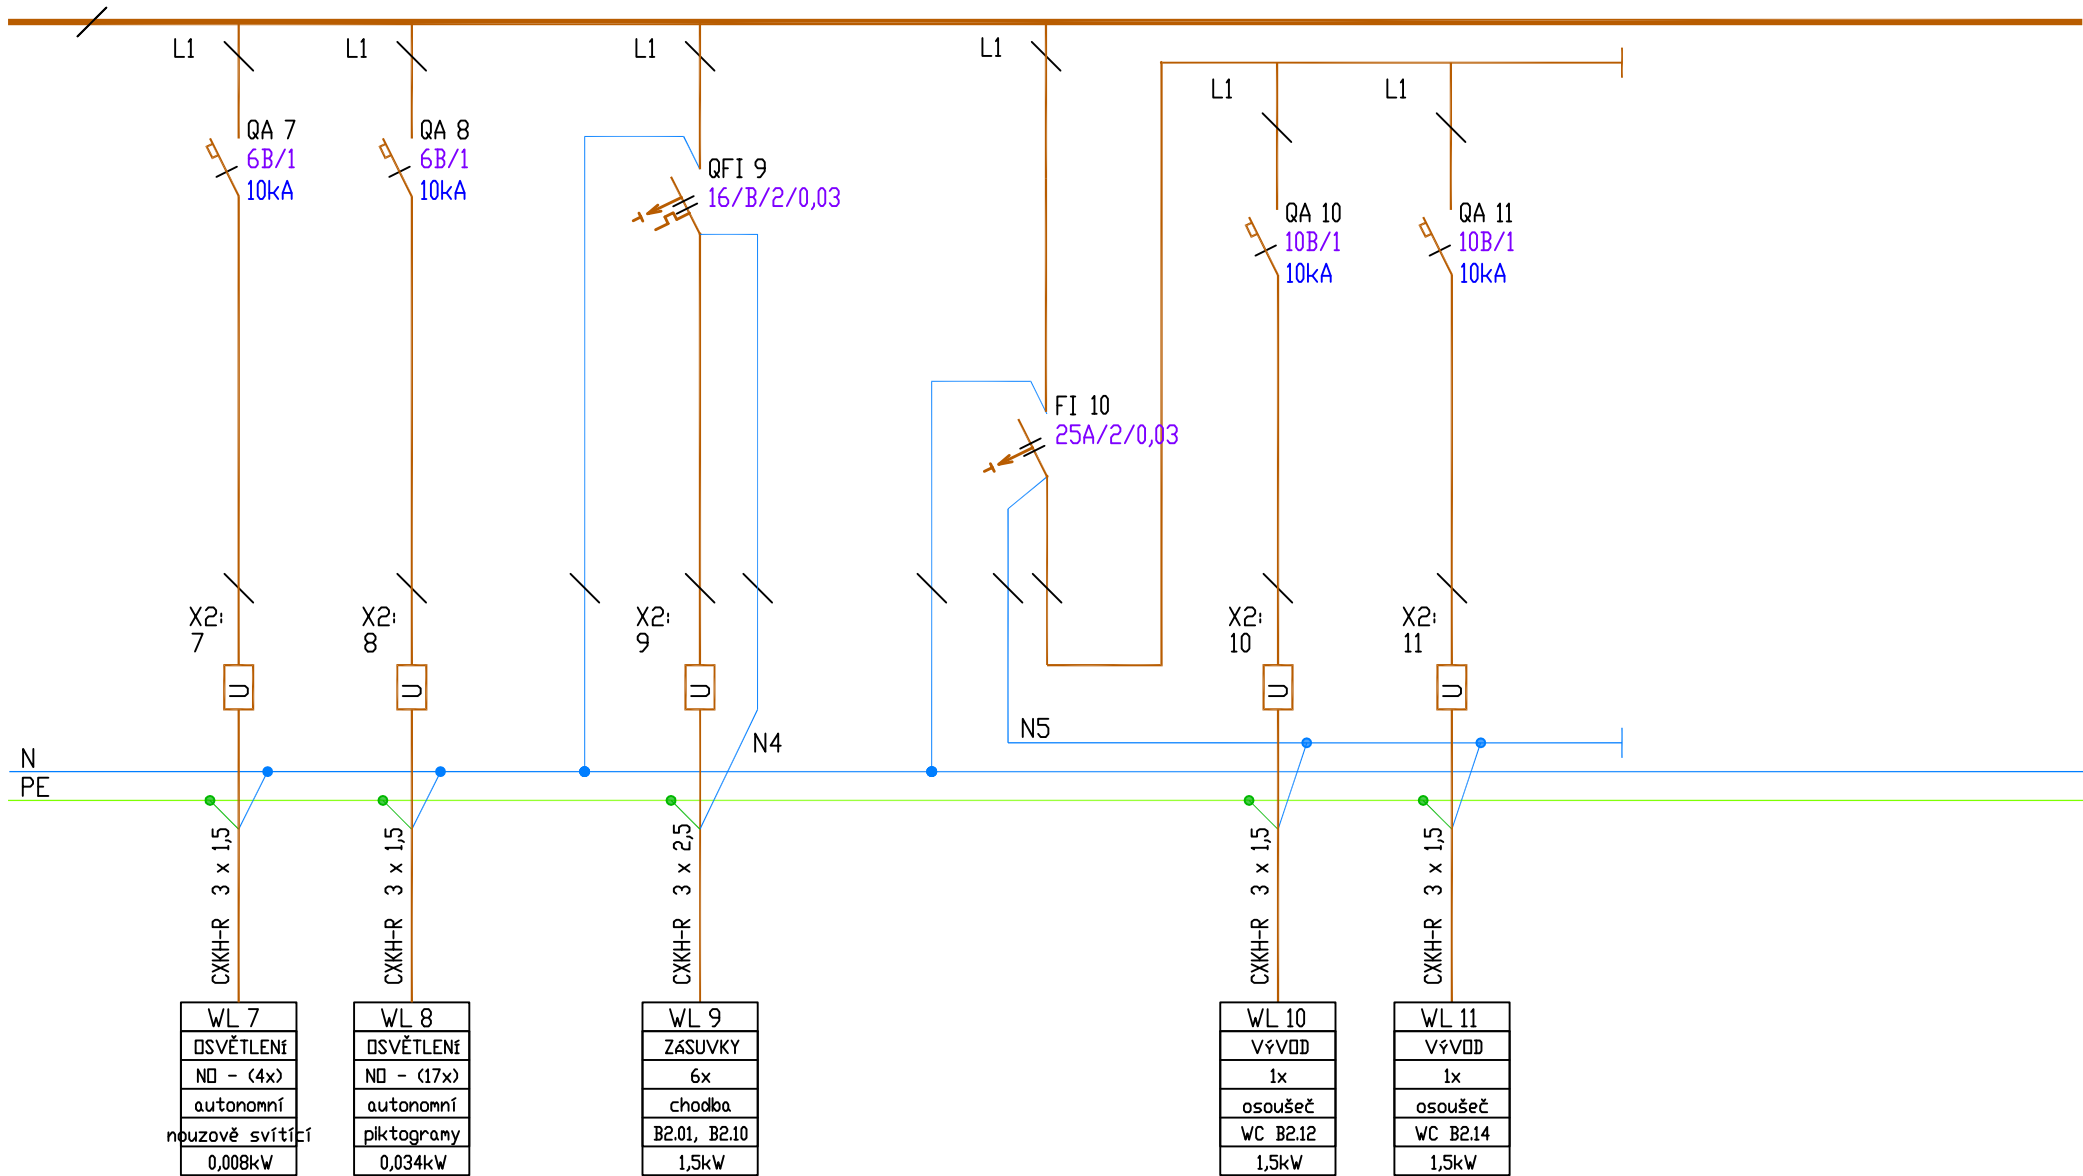 L1
L1
L1
L1
L1
L1
QA 7
6B/1
10kA
QA 8
6B/1
10kA
QFI 9
16/B/2/0,03
QA 10
10B/1
10kA
QA 11
10B/1
10kA
FI 10
25A/2/0,03
X2:
7
X2:
8
X2:
9
X2:
10
X2:
11
U
U
U
U
U
N5
N4
N
PE
CXKH-R 3 x 1,5
CXKH-R 3 x 1,5
CXKH-R 3 x 2,5
CXKH-R 3 x 1,5
CXKH-R 3 x 1,5
WL 7
OSVĚTLENÍ
NO - (4x)
autonomní
nouzově svítící
0,008kW
WL 8
OSVĚTLENÍ
NO - (17x)
autonomní
piktogramy
0,034kW
WL 9
ZÁSUVKY
6x
chodba
B2.01, B2.10
1,5kW
WL 10
VÝVOD
1x
osoušeč
WC B2.12
1,5kW
WL 11
VÝVOD
1x
osoušeč
WC B2.14
1,5kW